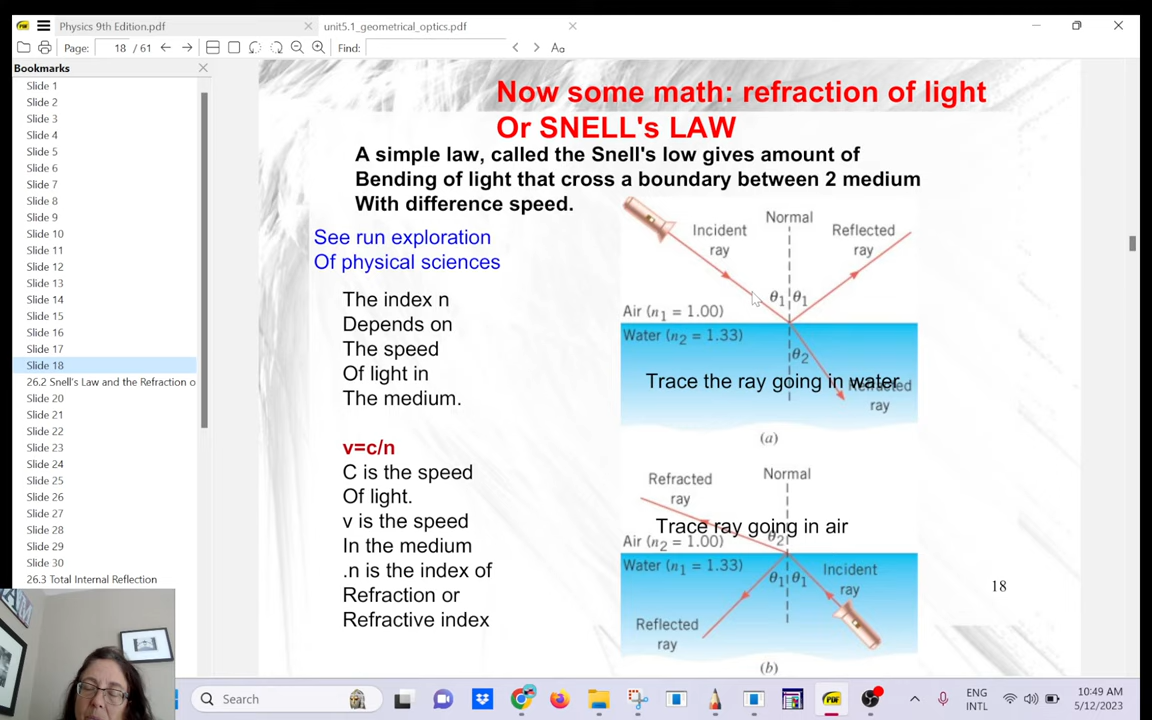 Physics 9th Edition.pdf
unit5.1_geometrical_optics.pdf
Page:
18 / 61
Find:
Aa
Bookmarks
Slide 1
Slide 2
Slide 3
Slide 4
Slide 5
Slide 6
Slide 7
Slide 8
Slide 9
Slide 10
Slide 11
Slide 12
Slide 13
Slide 14
Slide 15
Slide 16
Slide 17
Slide 18
26.2 Snell's Law and the Refraction o
Slide 20
Slide 21
Slide 22
Slide 23
Slide 24
Slide 25
Slide 26
Slide 27
Slide 28
Slide 29
Slide 30
26.3 Total Internal Reflection
Now some math: refraction of light
Or SNELL's LAW
A simple law, called the Snell's low gives amount of
Bending of light that cross a boundary between 2 medium
With difference speed.
See run exploration
Of physical sciences
The index n
Depends on
The speed
Of light in
The medium.
v=c/n
C is the speed
Of light.
v is the speed
In the medium
.n is the index of
Refraction or
Refractive index
Normal
Incident
ray
Reflected
ray
θ1 θ1
Air (n1 = 1.00)
Water (n2 = 1.33)
θ2
Trace the ray going in water
Refracted
ray
(a)
Refracted
ray
Normal
Trace ray going in air
Air (n2 = 1.00)
θ2
Water (n1 = 1.33)
θ1 θ1
Incident
ray
Reflected
ray
(b)
18
Search
ENG
INTL
10:49 AM
5/12/2023